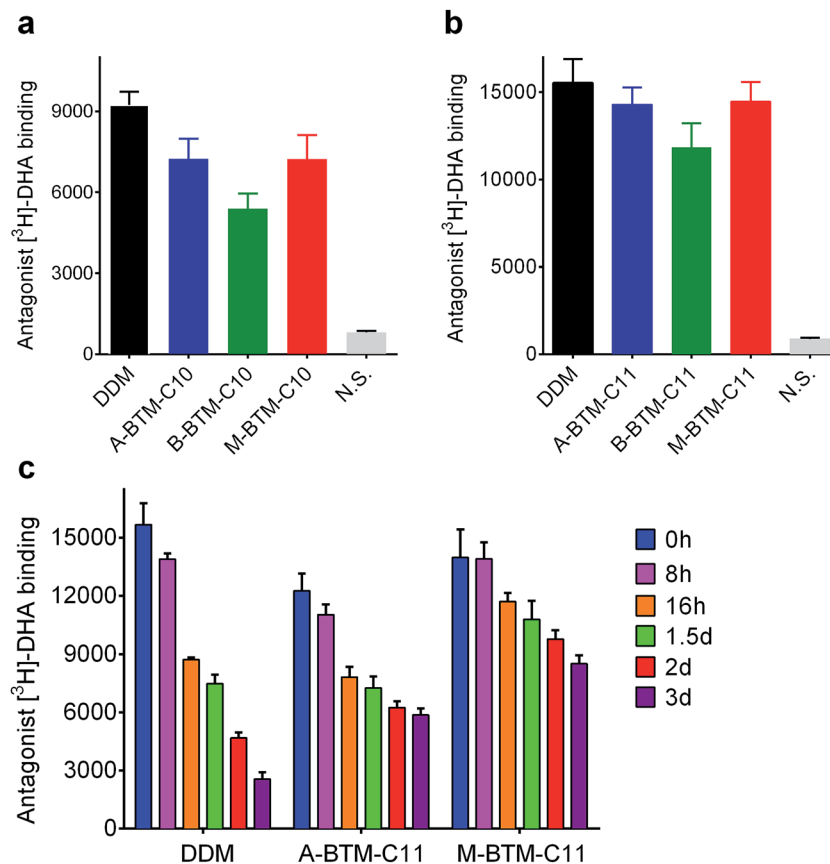 a
Antagonist [³H]-DHA binding
9000
6000
3000
0
DDM
A-BTM-C10
B-BTM-C10
M-BTM-C10
N.S.
b
Antagonist [³H]-DHA binding
15000
10000
5000
0
DDM
A-BTM-C11
B-BTM-C11
M-BTM-C11
N.S.
c
Antagonist [³H]-DHA binding
15000
12000
9000
6000
3000
0
DDM
A-BTM-C11
M-BTM-C11
0h
8h
16h
1.5d
2d
3d